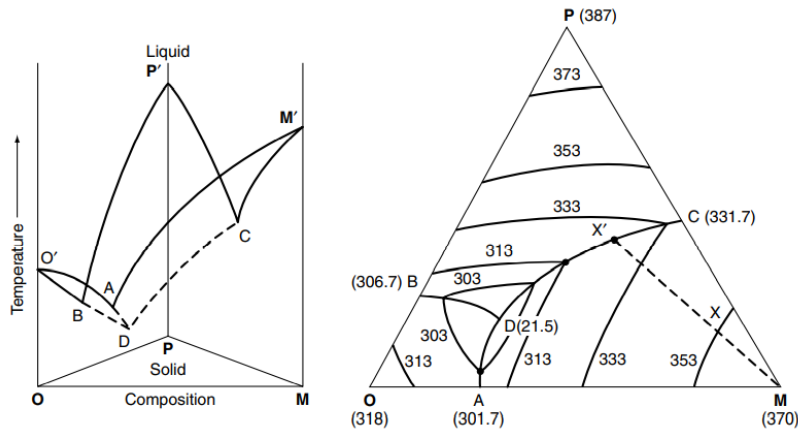 Liquid
P′
M′
Temperature
O′
A
B
C
D
P
Solid
O
Composition
M
P (387)
373
353
333
C (331.7)
X′
313
(306.7) B
303
X
D(21.5)
303
313
313
333
353
O
A
M
(318)
(301.7)
(370)